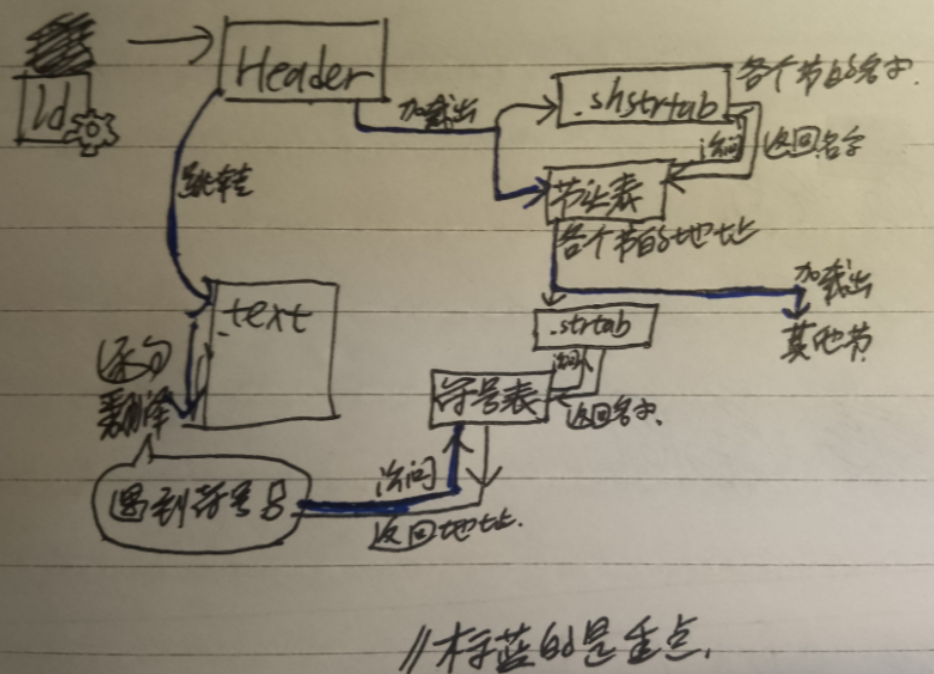 ld
Header
加载出
.shstrtab
各个节的名字.
访问
返回名字
跳转
节头表
各个节的地址
加载出
其他节
.text
.strtab
访问
返回名字.
逐句
翻译
符号表
遇到符号名
访问
返回地址.
//标蓝的是重点.